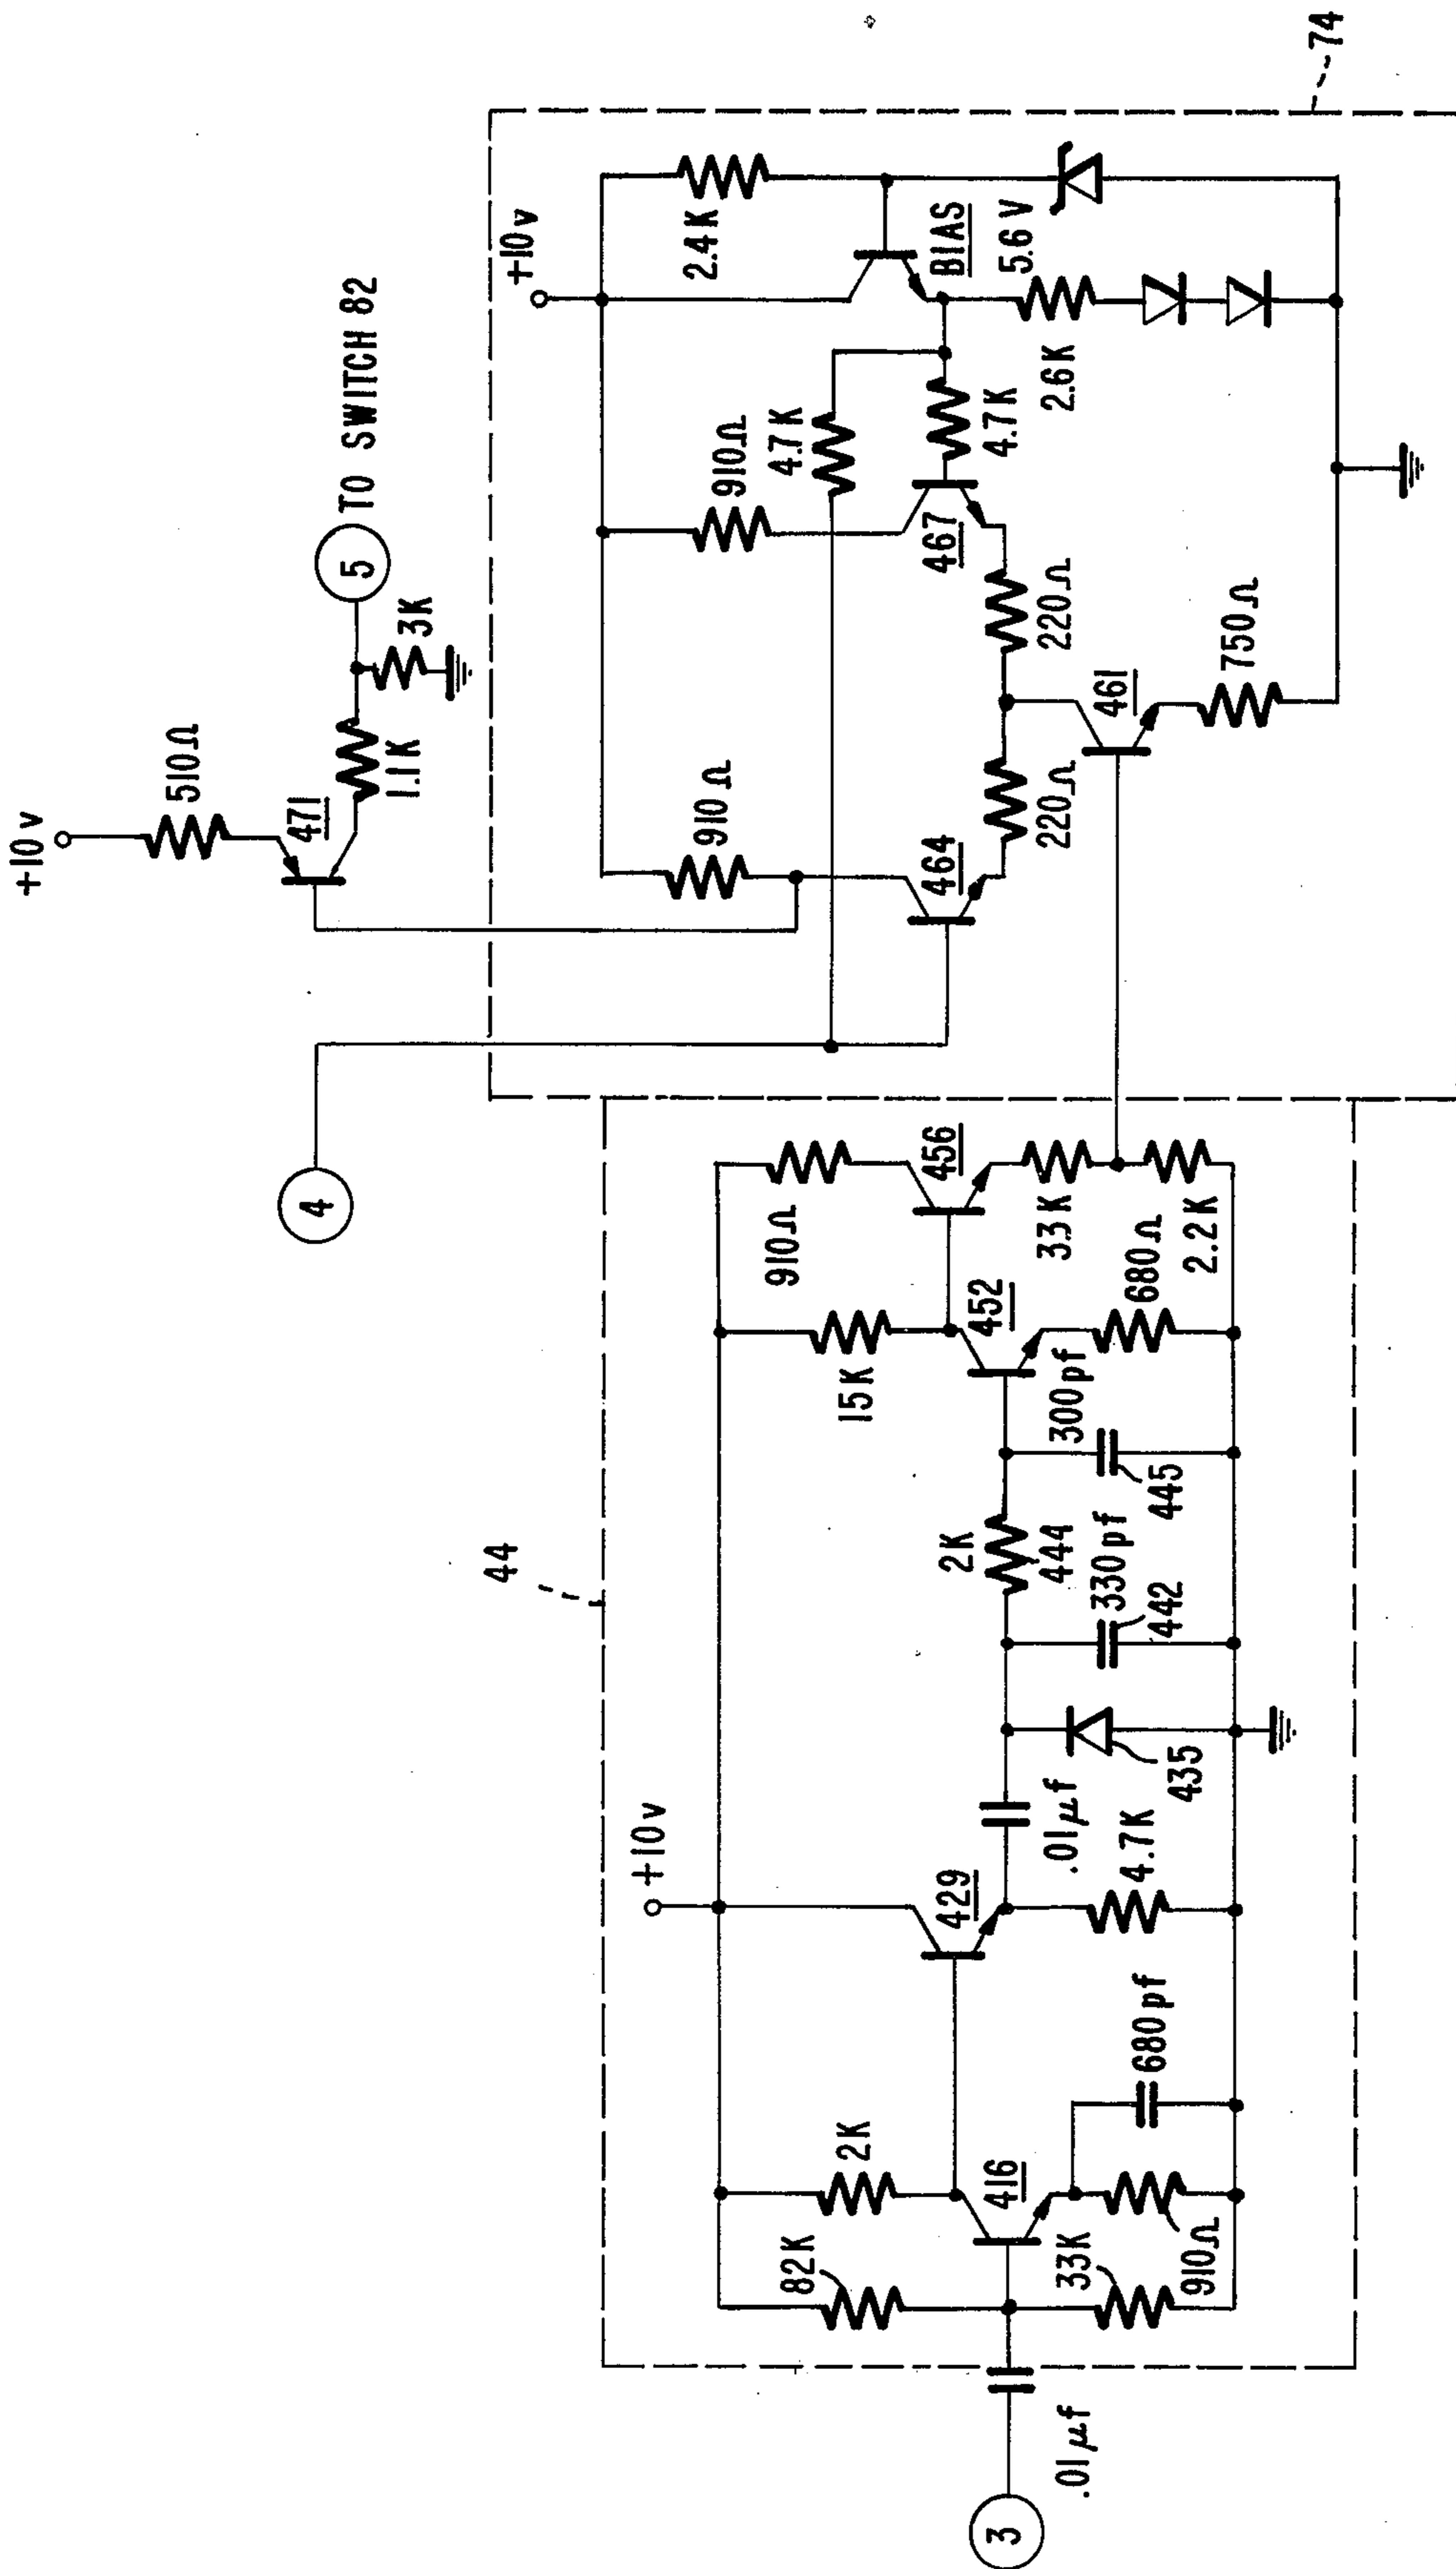 +10v
510Ω
471
1.1K
3K
5
TO SWITCH 82
4
+10v
910Ω
910Ω
4.7K
2.4K
464
467
4.7K
BIAS
220Ω
220Ω
2.6K
5.6V
461
750Ω
74
44
+10v
82K
2K
15K
910Ω
416
429
452
456
2K
444
33K
910Ω
680pf
4.7K
.01μf
435
330pf
442
300pf
445
680Ω
3.3K
2.2K
3
.01μf